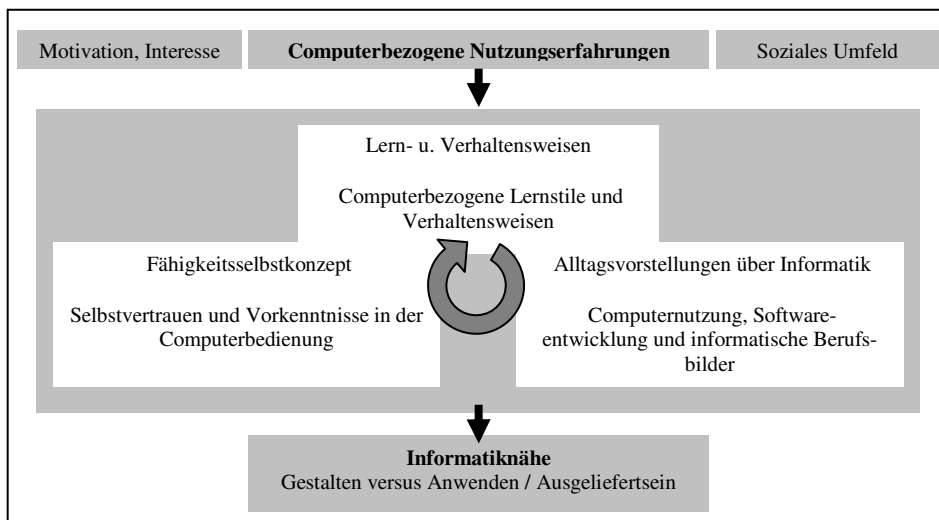 Motivation, Interesse
Computerbezogene Nutzungserfahrungen
Soziales Umfeld
Lern- u. Verhaltensweisen
Computerbezogene Lernstile und
Verhaltensweisen
Fähigkeitsselbstkonzept
Selbstvertrauen und Vorkenntnisse in der
Computerbedienung
Alltagsvorstellungen über Informatik
Computernutzung, Software-
entwicklung und informatische Berufs-
bilder
Informatiknähe
Gestalten versus Anwenden / Ausgeliefertsein